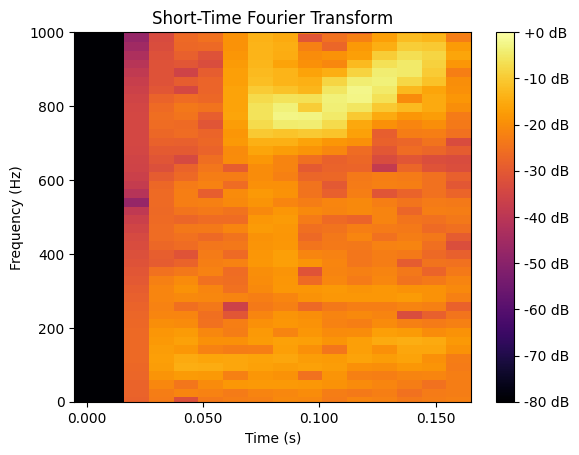 Short-Time Fourier Transform
1000
800
600
400
200
0
Frequency (Hz)
0.000
0.050
0.100
0.150
Time (s)
+0 dB
-10 dB
-20 dB
-30 dB
-40 dB
-50 dB
-60 dB
-70 dB
-80 dB